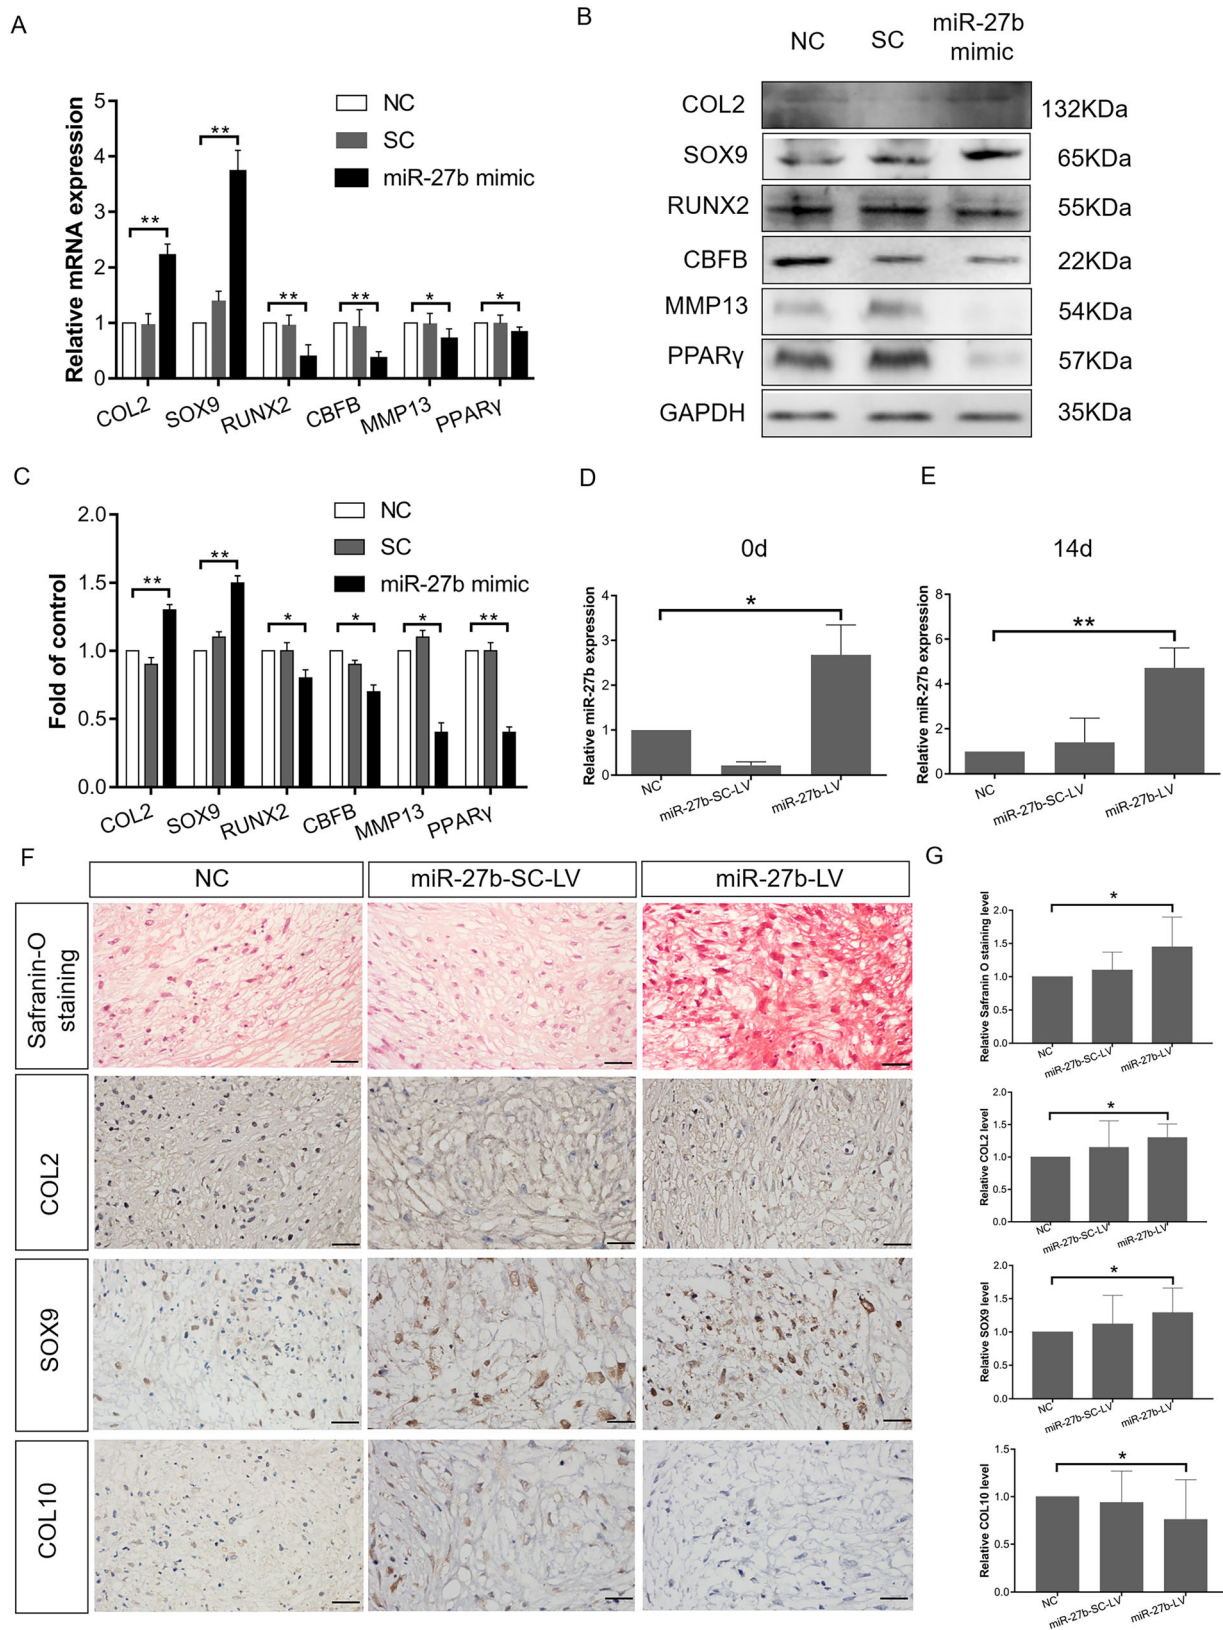 A
Relative mRNA expression
5
4
3
2
1
0
NC
SC
miR-27b mimic
**
**
**
**
*
*
COL2
SOX9
RUNX2
CBFB
MMP13
PPARγ
B
NC
SC
miR-27b
mimic
COL2
132KDa
SOX9
65KDa
RUNX2
55KDa
CBFB
22KDa
MMP13
54KDa
PPARγ
57KDa
GAPDH
35KDa
C
Fold of control
2.0
1.5
1.0
0.5
0.0
NC
SC
miR-27b mimic
**
**
*
*
*
**
COL2
SOX9
RUNX2
CBFB
MMP13
PPARγ
D
0d
Relative miR-27b expression
4
3
2
1
0
*
NC
miR-27b-SC-LV
miR-27b-LV
E
14d
Relative miR-27b expression
8
6
4
2
0
**
NC
miR-27b-SC-LV
miR-27b-LV
F
NC
miR-27b-SC-LV
miR-27b-LV
Safranin-O
staining
COL2
SOX9
COL10
G
Relative Safranin O staining level
2.0
1.5
1.0
0.5
0.0
*
NC
miR-27b-SC-LV
miR-27b-LV
Relative COL2 level
2.0
1.5
1.0
0.5
0.0
*
NC
miR-27b-SC-LV
miR-27b-LV
Relative SOX9 level
2.0
1.5
1.0
0.5
0.0
*
NC
miR-27b-SC-LV
miR-27b-LV
Relative COL10 level
1.5
1.0
0.5
0.0
*
NC
miR-27b-SC-LV
miR-27b-LV